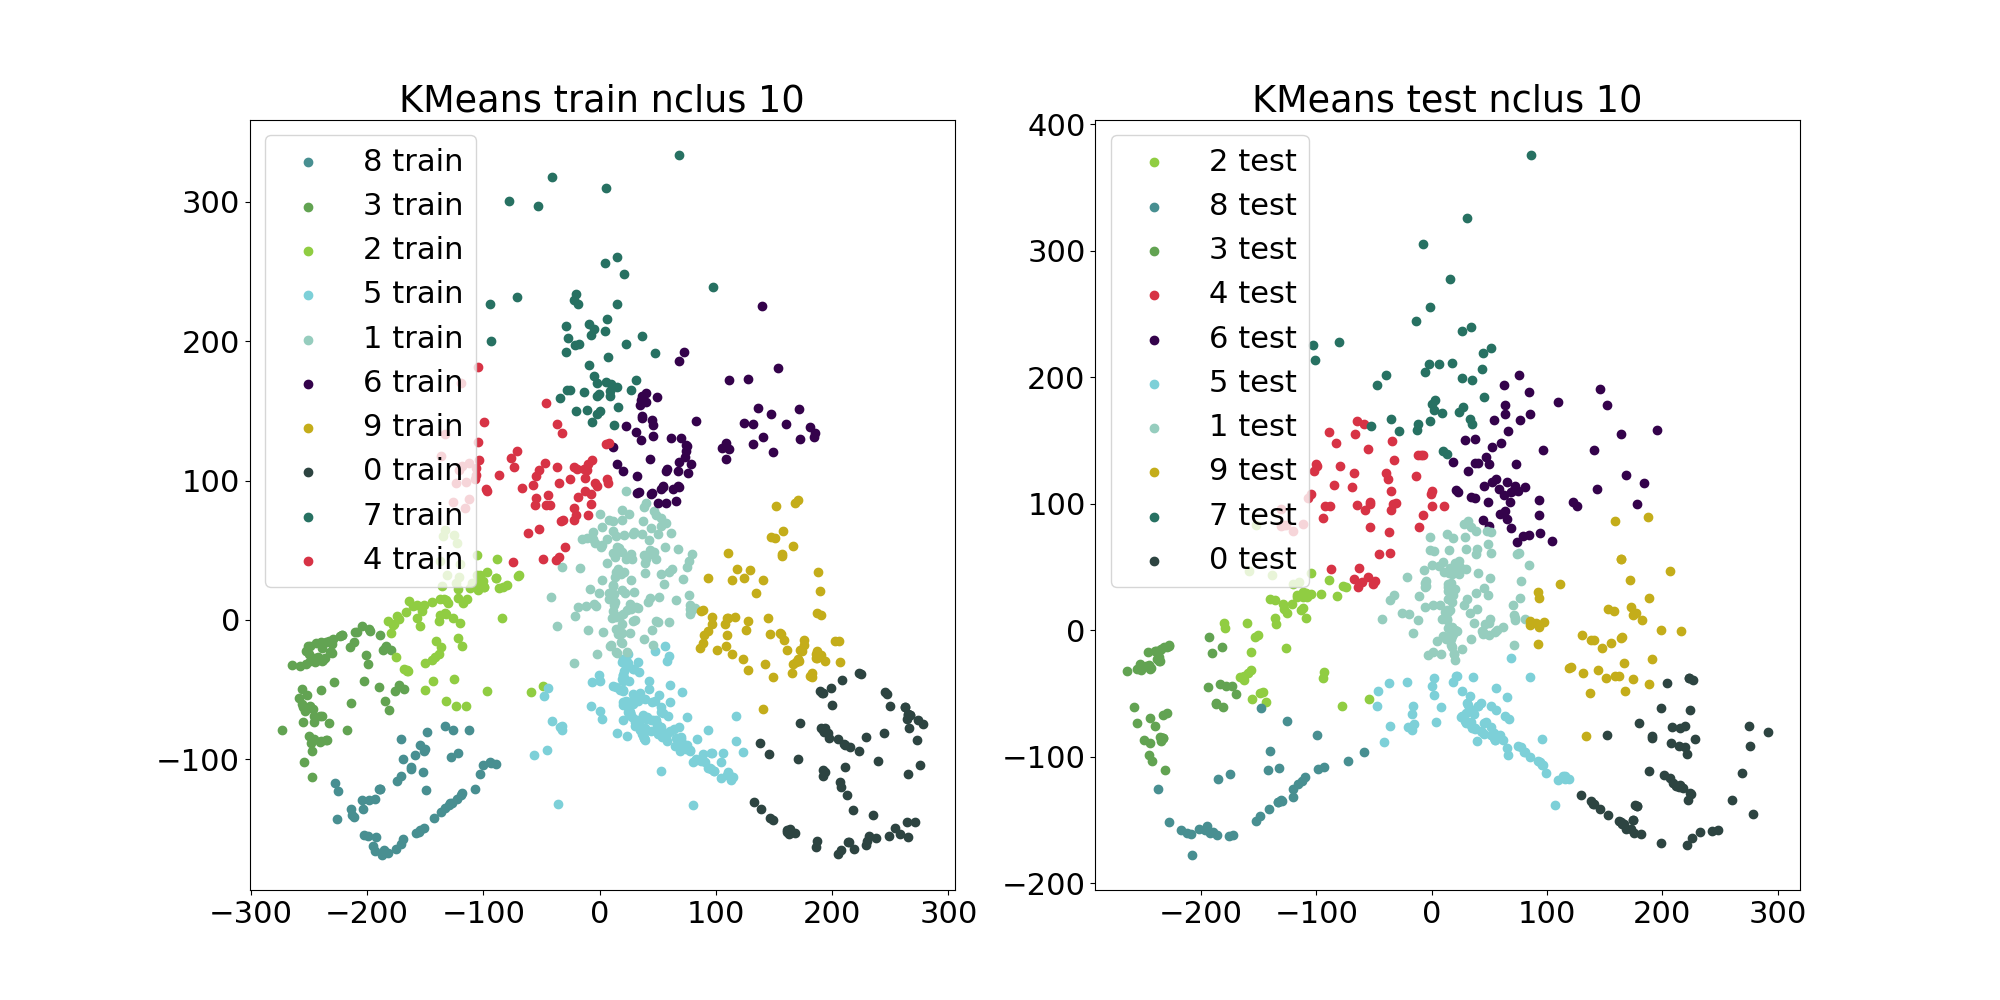 KMeans train nclus 10
8 train
3 train
2 train
5 train
1 train
6 train
9 train
0 train
7 train
4 train
300
200
100
0
−100
−300 −200 −100 0 100 200 300
KMeans test nclus 10
2 test
8 test
3 test
4 test
6 test
5 test
1 test
9 test
7 test
0 test
400
300
200
100
0
−100
−200
−200 −100 0 100 200 300